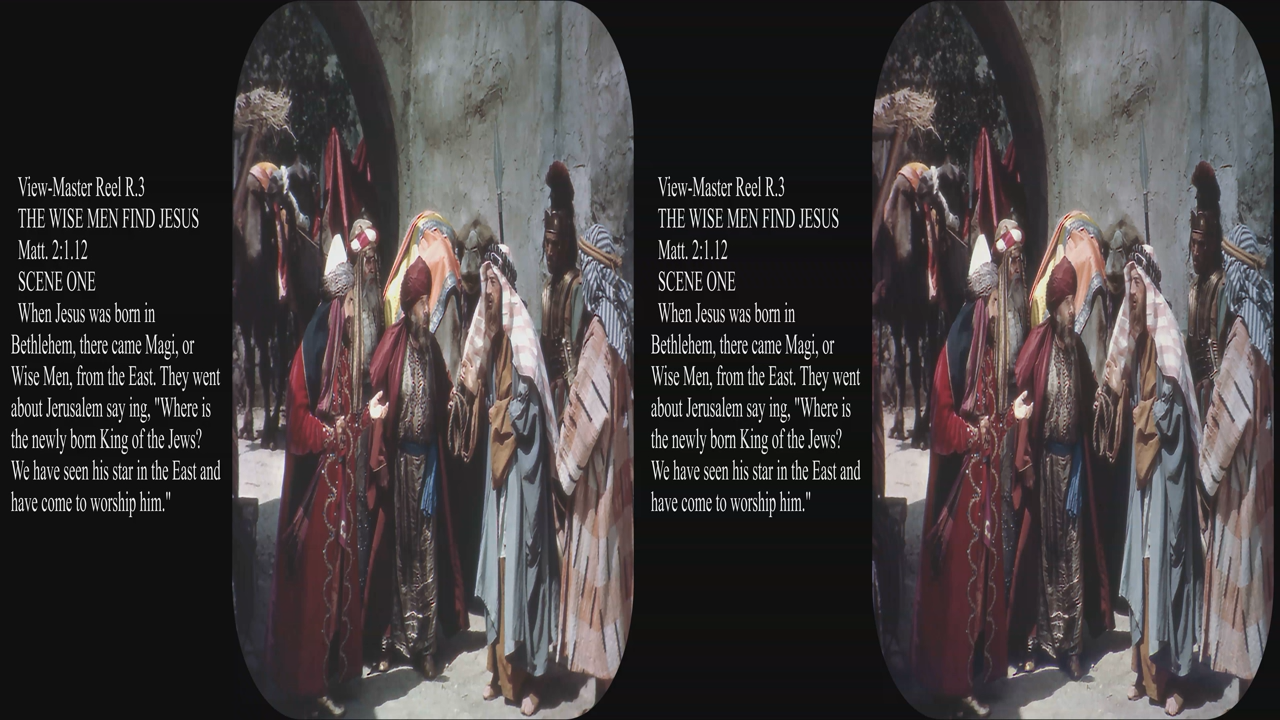 View-Master Reel R.3
THE WISE MEN FIND JESUS
Matt. 2:1.12
SCENE ONE
When Jesus was born in
Bethlehem, there came Magi, or
Wise Men, from the East. They went
about Jerusalem say ing, "Where is
the newly born King of the Jews?
We have seen his star in the East and
have come to worship him."
View-Master Reel R.3
THE WISE MEN FIND JESUS
Matt. 2:1.12
SCENE ONE
When Jesus was born in
Bethlehem, there came Magi, or
Wise Men, from the East. They went
about Jerusalem say ing, "Where is
the newly born King of the Jews?
We have seen his star in the East and
have come to worship him."